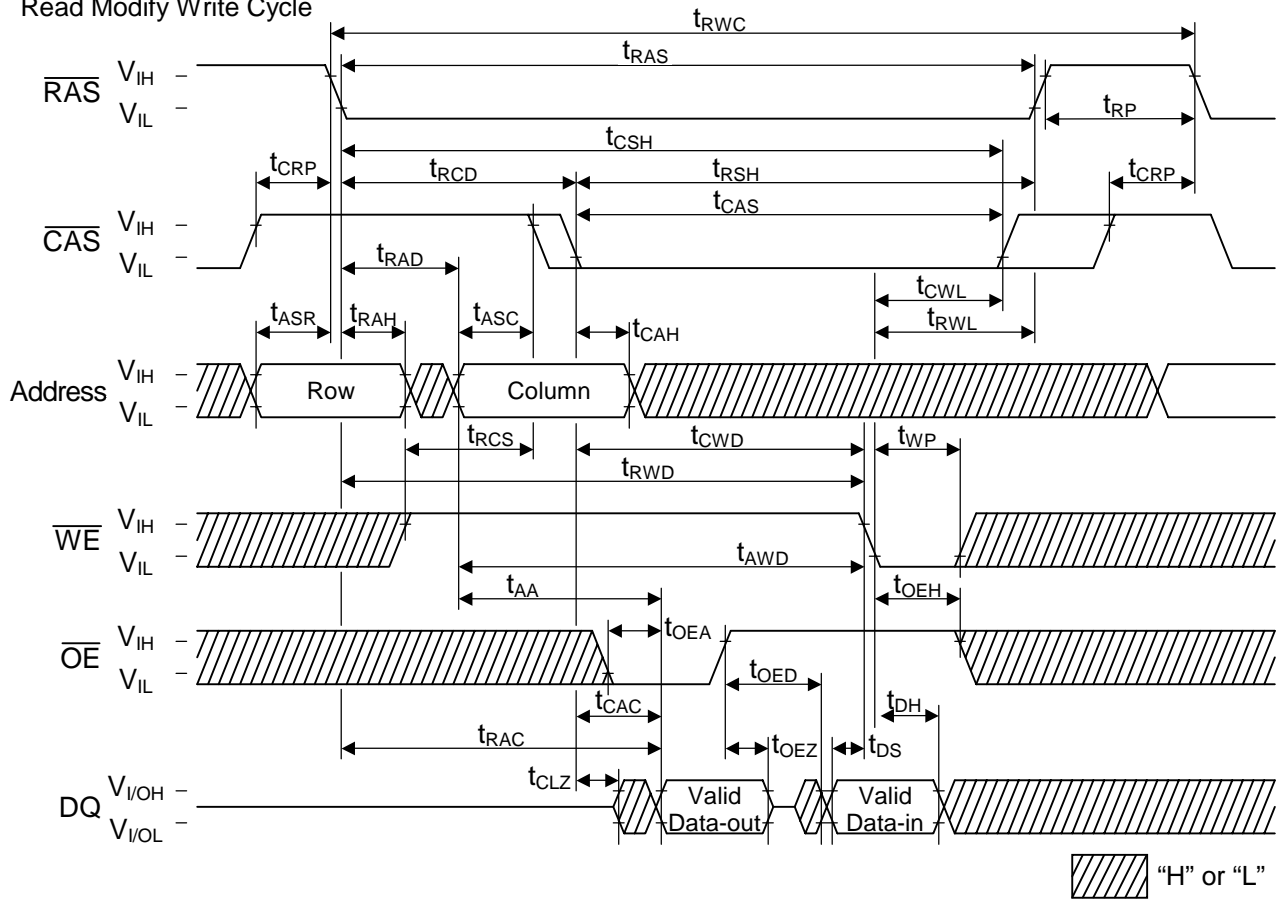 Read Modify Write Cycle
tRWC
tRAS
RAS VIH
VIL
tRP
tCSH
tCRP tRCD tRSH tCRP
tCAS
CAS VIH
VIL
tRAD
tCWL
tASR tRAH tASC tCAH tRWL
Address VIH
VIL
Row Column
tRCS tCWD tWP
tRWD
WE VIH
VIL
tAWD
tAA tOEH
tOEA
OE VIH
VIL
tOED
tCAC tDH
tRAC tOEZ tDS
tCLZ
DQ VI/OH
VI/OL
Valid Data-out
Valid Data-in
"H" or "L"